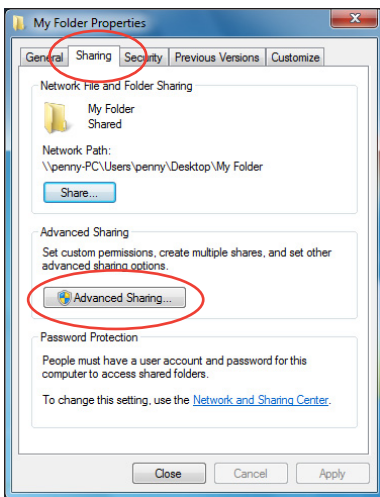 My Folder Properties
General Sharing Security Previous Versions Customize
Network File and Folder Sharing
My Folder
Shared
Network Path:
\\penny-PC\Users\penny\Desktop\My Folder
Share...
Advanced Sharing
Set custom permissions, create multiple shares, and set other
advanced sharing options.
Advanced Sharing...
Password Protection
People must have a user account and password for this
computer to access shared folders.
To change this setting, use the Network and Sharing Center.
Close Cancel Apply